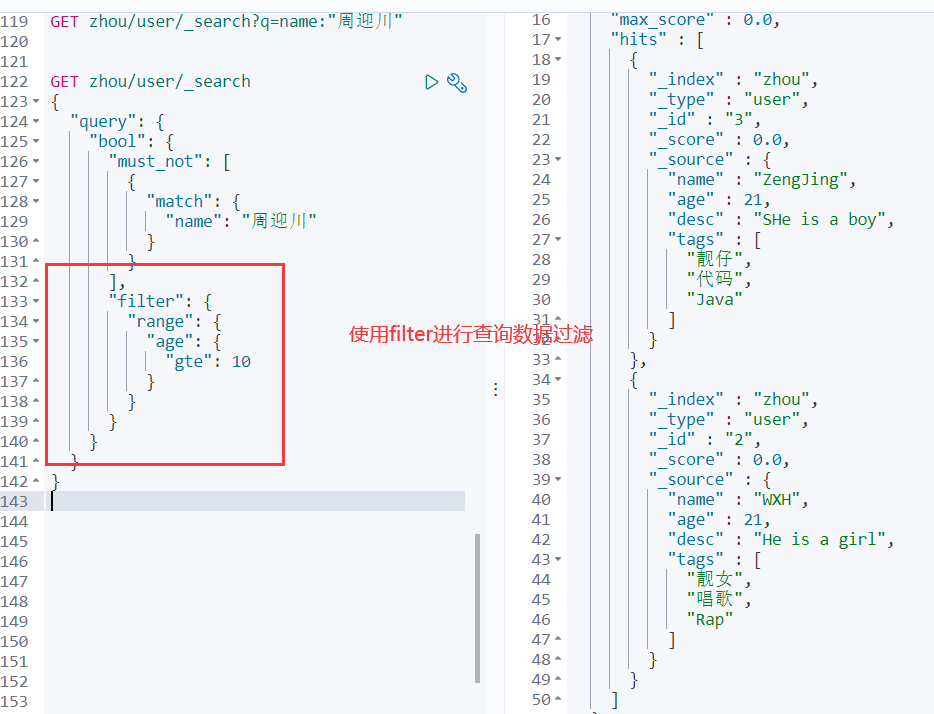 119 GET zhou/user/_search?q=name:"周迎川"
120
121
122 GET zhou/user/_search
123 {
124 "query": {
125 "bool": {
126 "must_not": [
127 {
128 "match": {
129 "name": "周迎川"
130 }
131 }
132 ],
133 "filter": {
134 "range": {
135 "age": {
136 "gte": 10
137 }
138 }
139 }
140 }
141 }
142 }
143
144
145
146
147
148
149
150
151
152
153
使用filter进行查询数据过滤
16 "max_score" : 0.0,
17 "hits" : [
18 {
19 "_index" : "zhou",
20 "_type" : "user",
21 "_id" : "3",
22 "_score" : 0.0,
23 "_source" : {
24 "name" : "ZengJing",
25 "age" : 21,
26 "desc" : "SHe is a boy",
27 "tags" : [
28 "靓仔",
29 "代码",
30 "Java"
31 ]
32 }
33 },
34 {
35 "_index" : "zhou",
36 "_type" : "user",
37 "_id" : "2",
38 "_score" : 0.0,
39 "_source" : {
40 "name" : "WXH",
41 "age" : 21,
42 "desc" : "He is a girl",
43 "tags" : [
44 "靓女",
45 "唱歌",
46 "Rap"
47 ]
48 }
49 }
50 ]